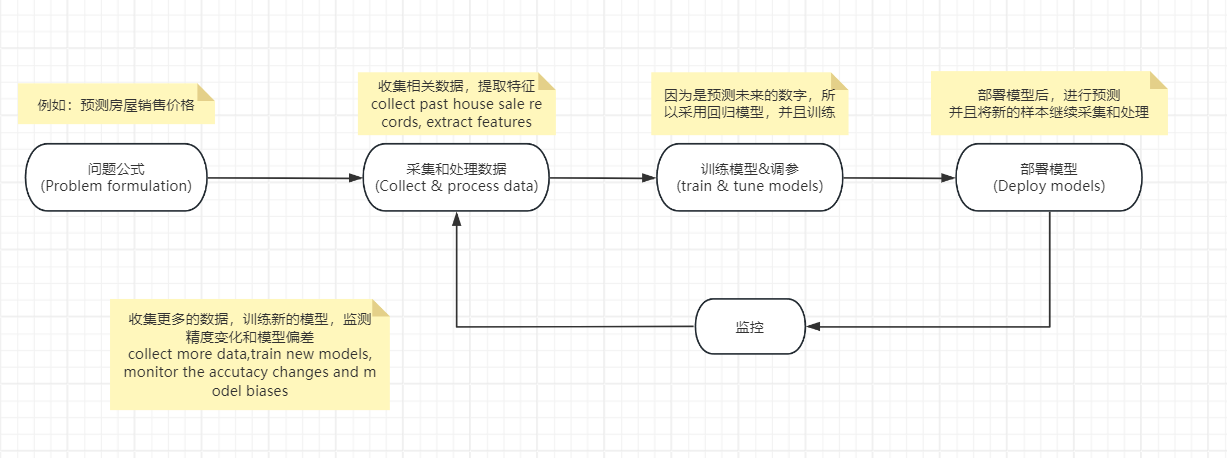 例如：预测房屋销售价格
收集相关数据，提取特征
collect past house sale re
cords, extract features
因为是预测未来的数字，所
以采用回归模型，并且训练
部署模型后，进行预测
并且将新的样本继续采集和处理
问题公式
(Problem formulation)
采集和处理数据
(Collect & process data)
训练模型&调参
(train & tune models)
部署模型
(Deploy models)
监控
收集更多的数据，训练新的模型，监测
精度变化和模型偏差
collect more data,train new models,
monitor the accutacy changes and m
odel biases